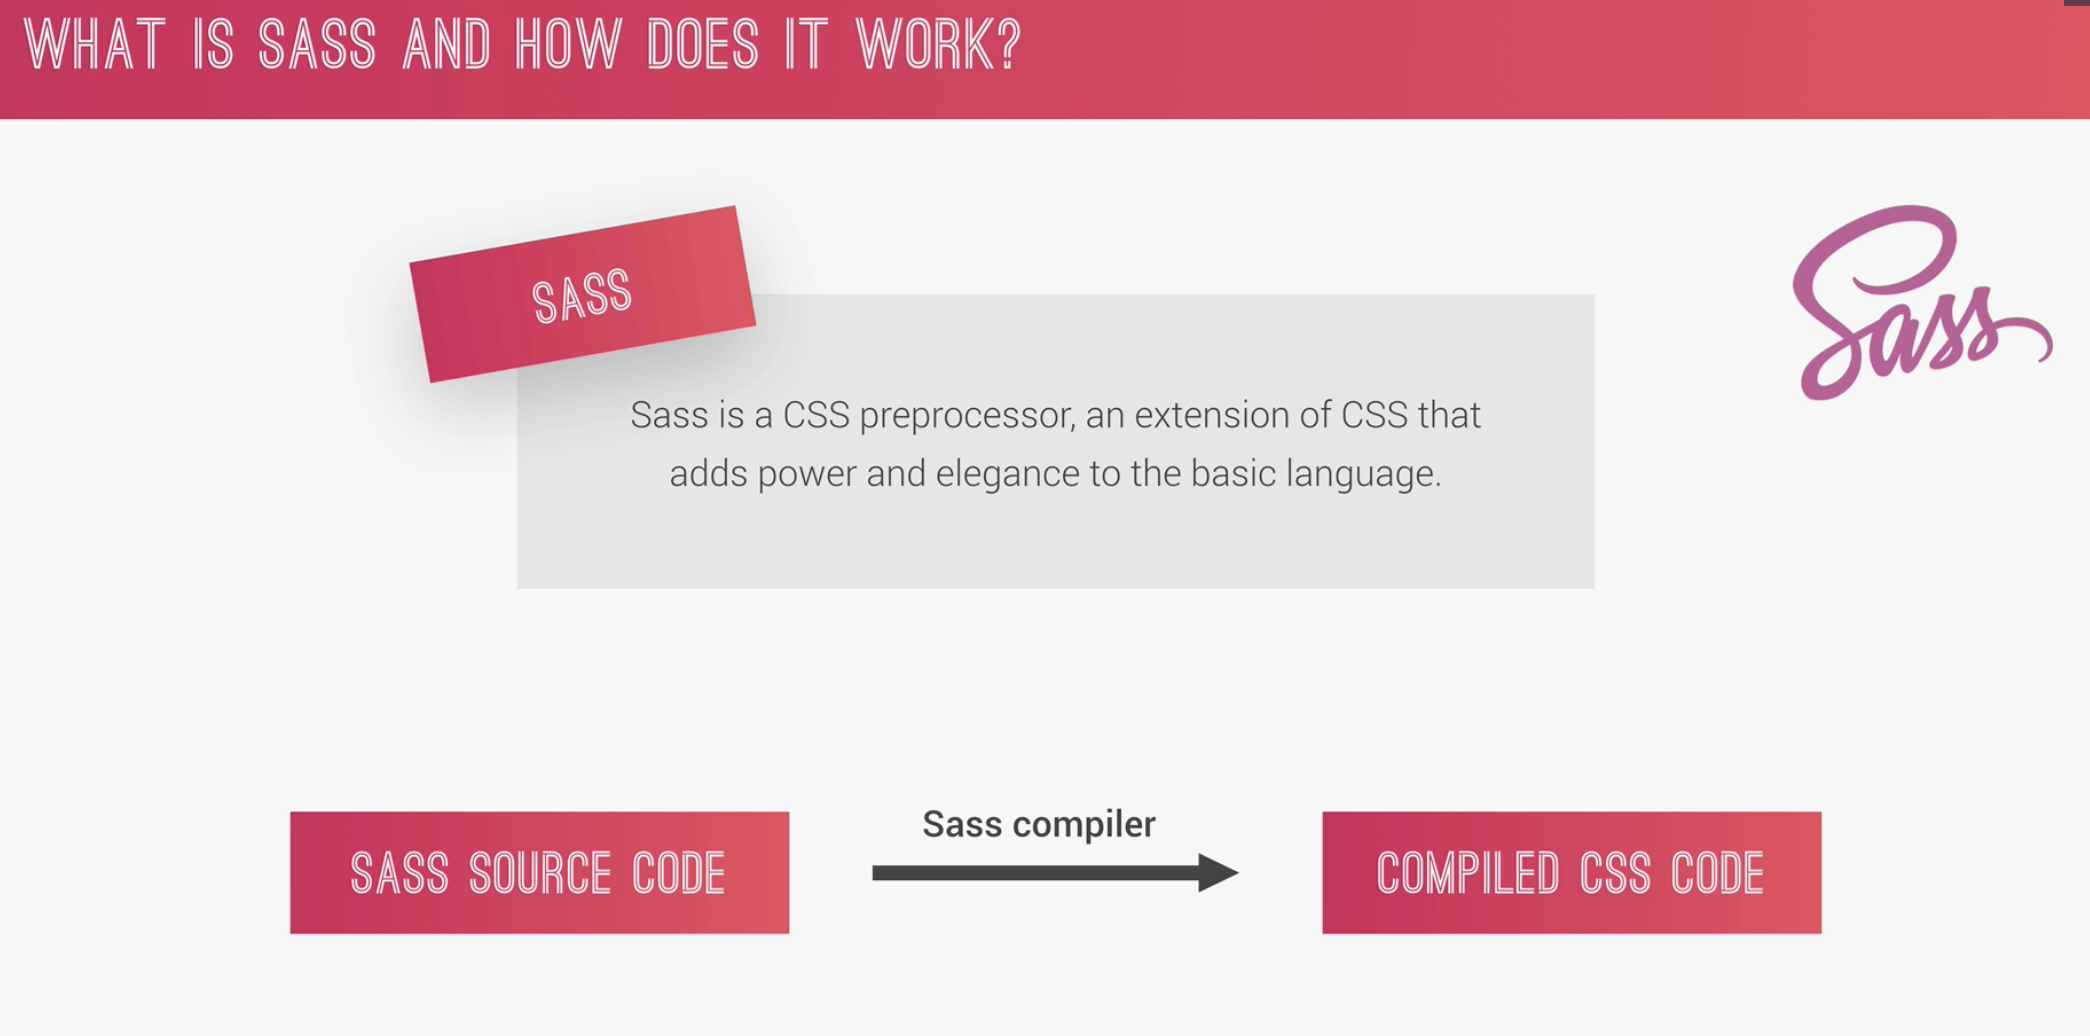 WHAT IS SASS AND HOW DOES IT WORK?
SASS
Sass
Sass is a CSS preprocessor, an extension of CSS that
adds power and elegance to the basic language.
Sass compiler
SASS SOURCE CODE
COMPILED CSS CODE